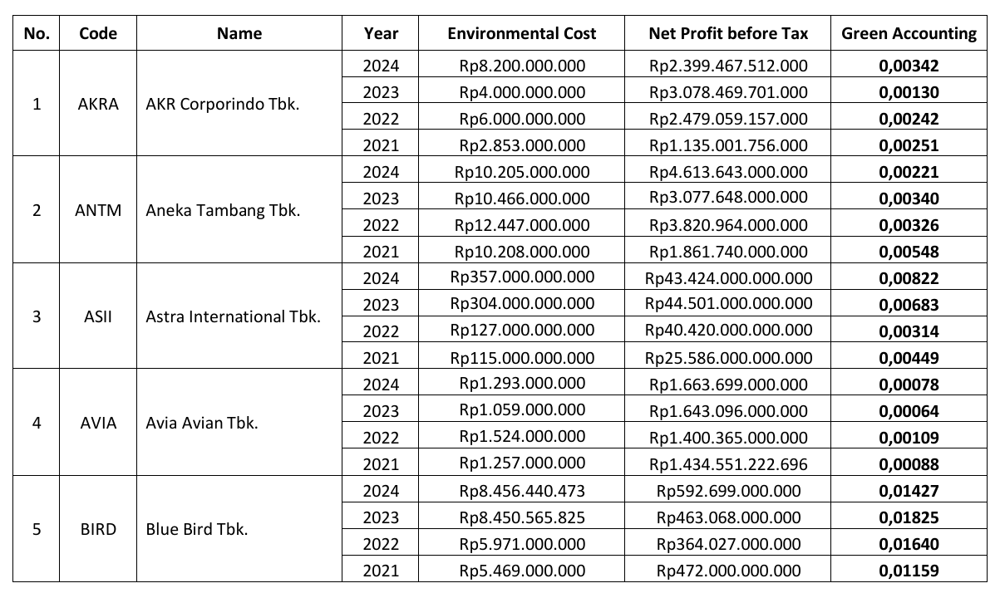 No. Code Name Year Environmental Cost Net Profit before Tax Green Accounting
1 AKRA AKR Corporindo Tbk. 2024 Rp8.200.000.000 Rp2.399.467.512.000 0,00342
2023 Rp4.000.000.000 Rp3.078.469.701.000 0,00130
2022 Rp6.000.000.000 Rp2.479.059.157.000 0,00242
2021 Rp2.853.000.000 Rp1.135.001.756.000 0,00251
2 ANTM Aneka Tambang Tbk. 2024 Rp10.205.000.000 Rp4.613.643.000.000 0,00221
2023 Rp10.466.000.000 Rp3.077.648.000.000 0,00340
2022 Rp12.447.000.000 Rp3.820.964.000.000 0,00326
2021 Rp10.208.000.000 Rp1.861.740.000.000 0,00548
3 ASII Astra International Tbk. 2024 Rp357.000.000.000 Rp43.424.000.000.000 0,00822
2023 Rp304.000.000.000 Rp44.501.000.000.000 0,00683
2022 Rp127.000.000.000 Rp40.420.000.000.000 0,00314
2021 Rp115.000.000.000 Rp25.586.000.000.000 0,00449
4 AVIA Avia Avian Tbk. 2024 Rp1.293.000.000 Rp1.663.699.000.000 0,00078
2023 Rp1.059.000.000 Rp1.643.096.000.000 0,00064
2022 Rp1.524.000.000 Rp1.400.365.000.000 0,00109
2021 Rp1.257.000.000 Rp1.434.551.222.696 0,00088
5 BIRD Blue Bird Tbk. 2024 Rp8.456.440.473 Rp592.699.000.000 0,01427
2023 Rp8.450.565.825 Rp463.068.000.000 0,01825
2022 Rp5.971.000.000 Rp364.027.000.000 0,01640
2021 Rp5.469.000.000 Rp472.000.000.000 0,01159